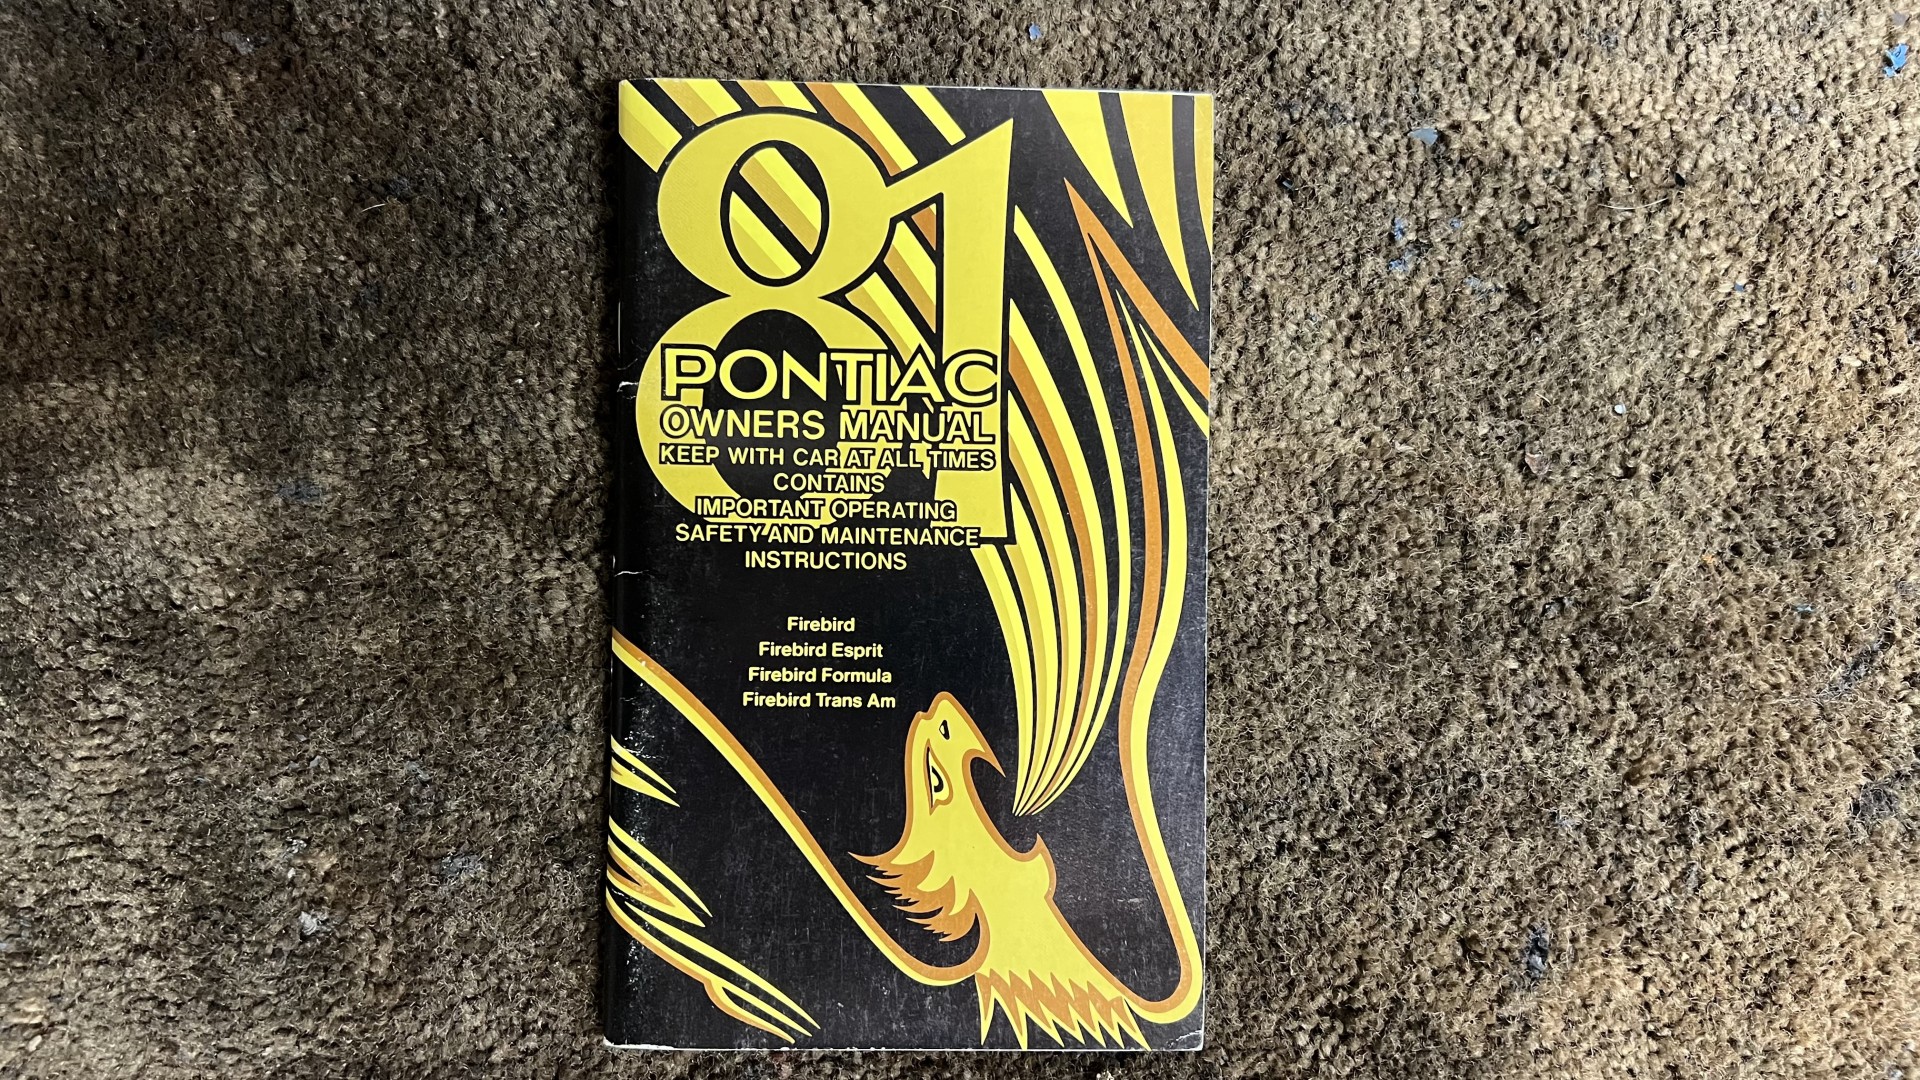 81
PONTIAC
OWNERS MANUAL
KEEP WITH CAR AT ALL TIMES
CONTAINS
IMPORTANT OPERATING
SAFETY AND MAINTENANCE
INSTRUCTIONS
Firebird
Firebird Esprit
Firebird Formula
Firebird Trans Am